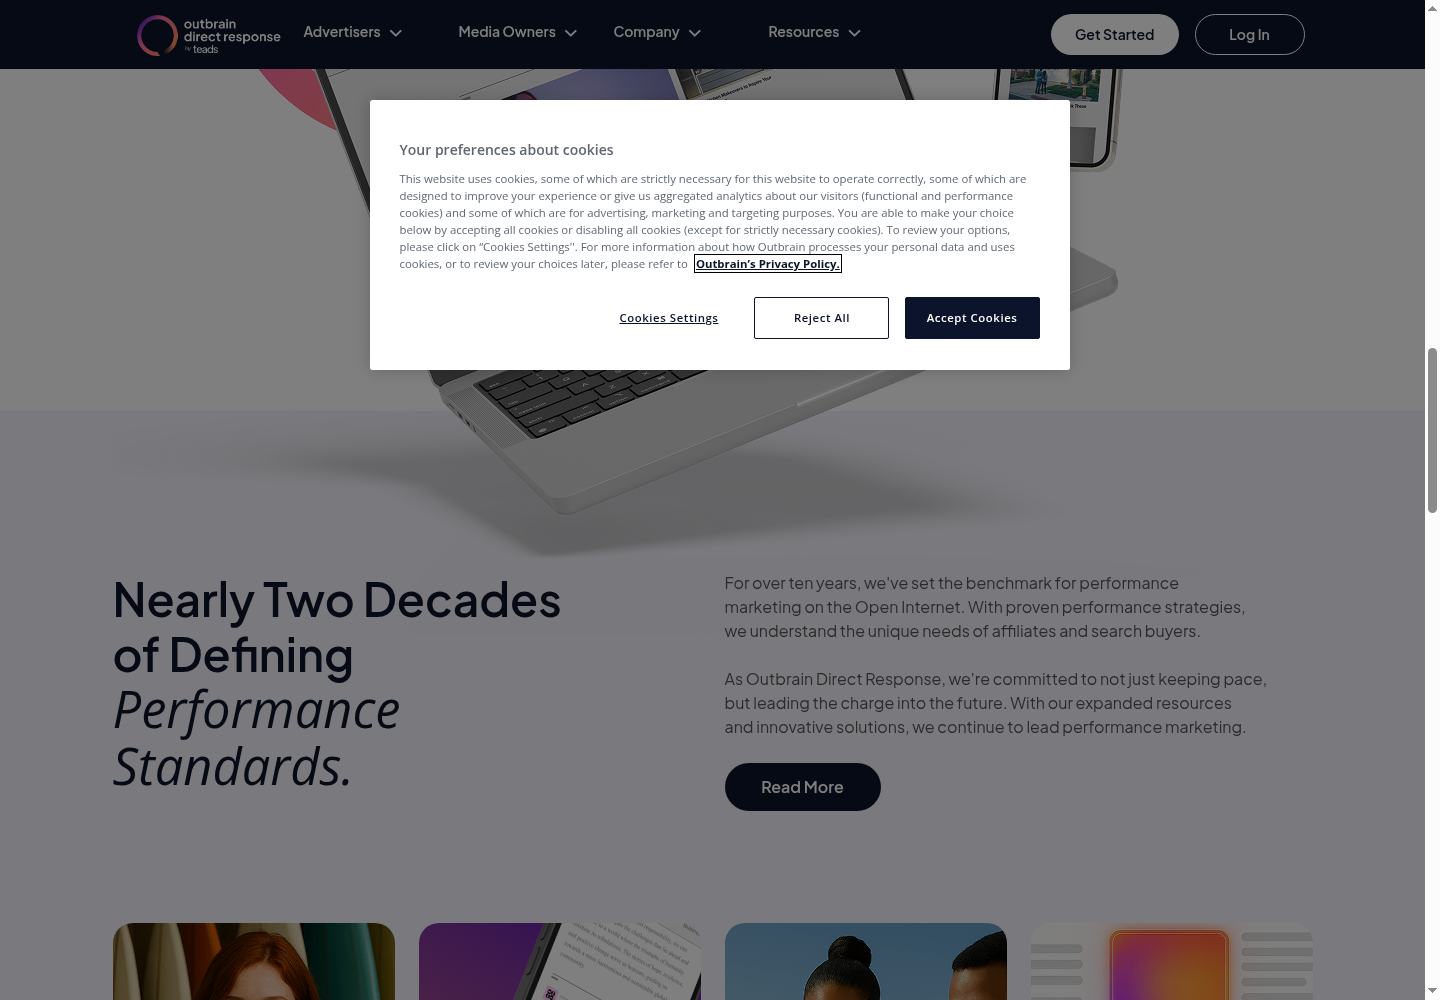 outbrain
direct response
by teads
Advertisers
Media Owners
Company
Resources
Get Started
Log In
Your preferences about cookies
This website uses cookies, some of which are strictly necessary for this website to operate correctly, some of which are
designed to improve your experience or give us aggregated analytics about our visitors (functional and performance
cookies) and some of which are for advertising, marketing and targeting purposes. You are able to make your choice
below by accepting all cookies or disabling all cookies (except for strictly necessary cookies). To review your options,
please click on “Cookies Settings''. For more information about how Outbrain processes your personal data and uses
cookies, or to review your choices later, please refer to Outbrain’s Privacy Policy.
Cookies Settings
Reject All
Accept Cookies
Nearly Two Decades
of Defining
Performance
Standards.
For over ten years, we've set the benchmark for performance
marketing on the Open Internet. With proven performance strategies,
we understand the unique needs of affiliates and search buyers.
As Outbrain Direct Response, we're committed to not just keeping pace,
but leading the charge into the future. With our expanded resources
and innovative solutions, we continue to lead performance marketing.
Read More